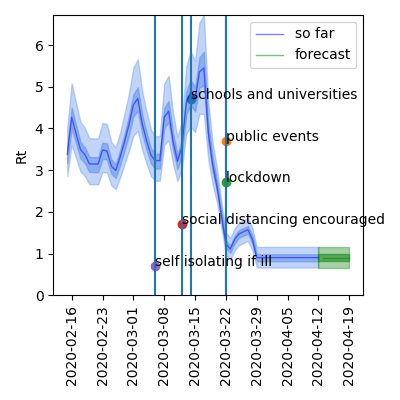 so far
forecast
6
5
4
3
2
1
0
Rt
schools and universities
public events
lockdown
social distancing encouraged
self isolating if ill
2020-02-16
2020-02-23
2020-03-01
2020-03-08
2020-03-15
2020-03-22
2020-03-29
2020-04-05
2020-04-12
2020-04-19